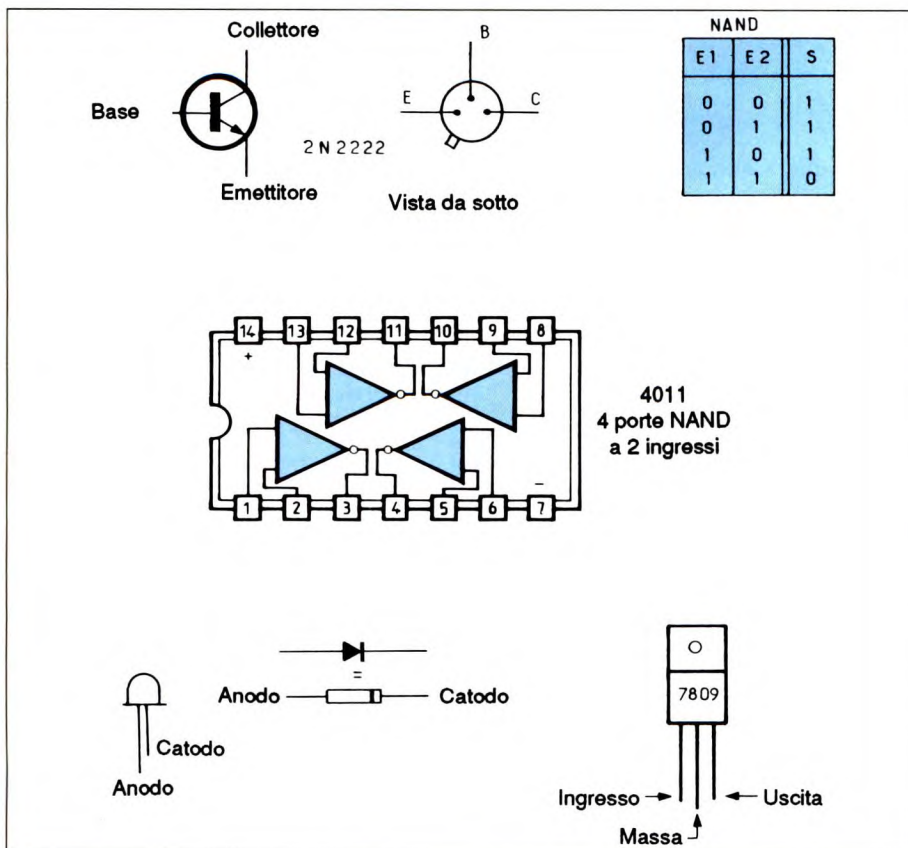 Collettore
Base
Emettitore
2N2222
B
E
C
Vista da sotto
NAND
E1 E2 S
0 0 1
0 1 1
1 0 1
1 1 0
14 13 12 11 10 9 8
+
4011
4 porte NAND
a 2 ingressi
−
1 2 3 4 5 6 7
=
Anodo Catodo
Catodo
Anodo
7809
Ingresso Uscita
Massa